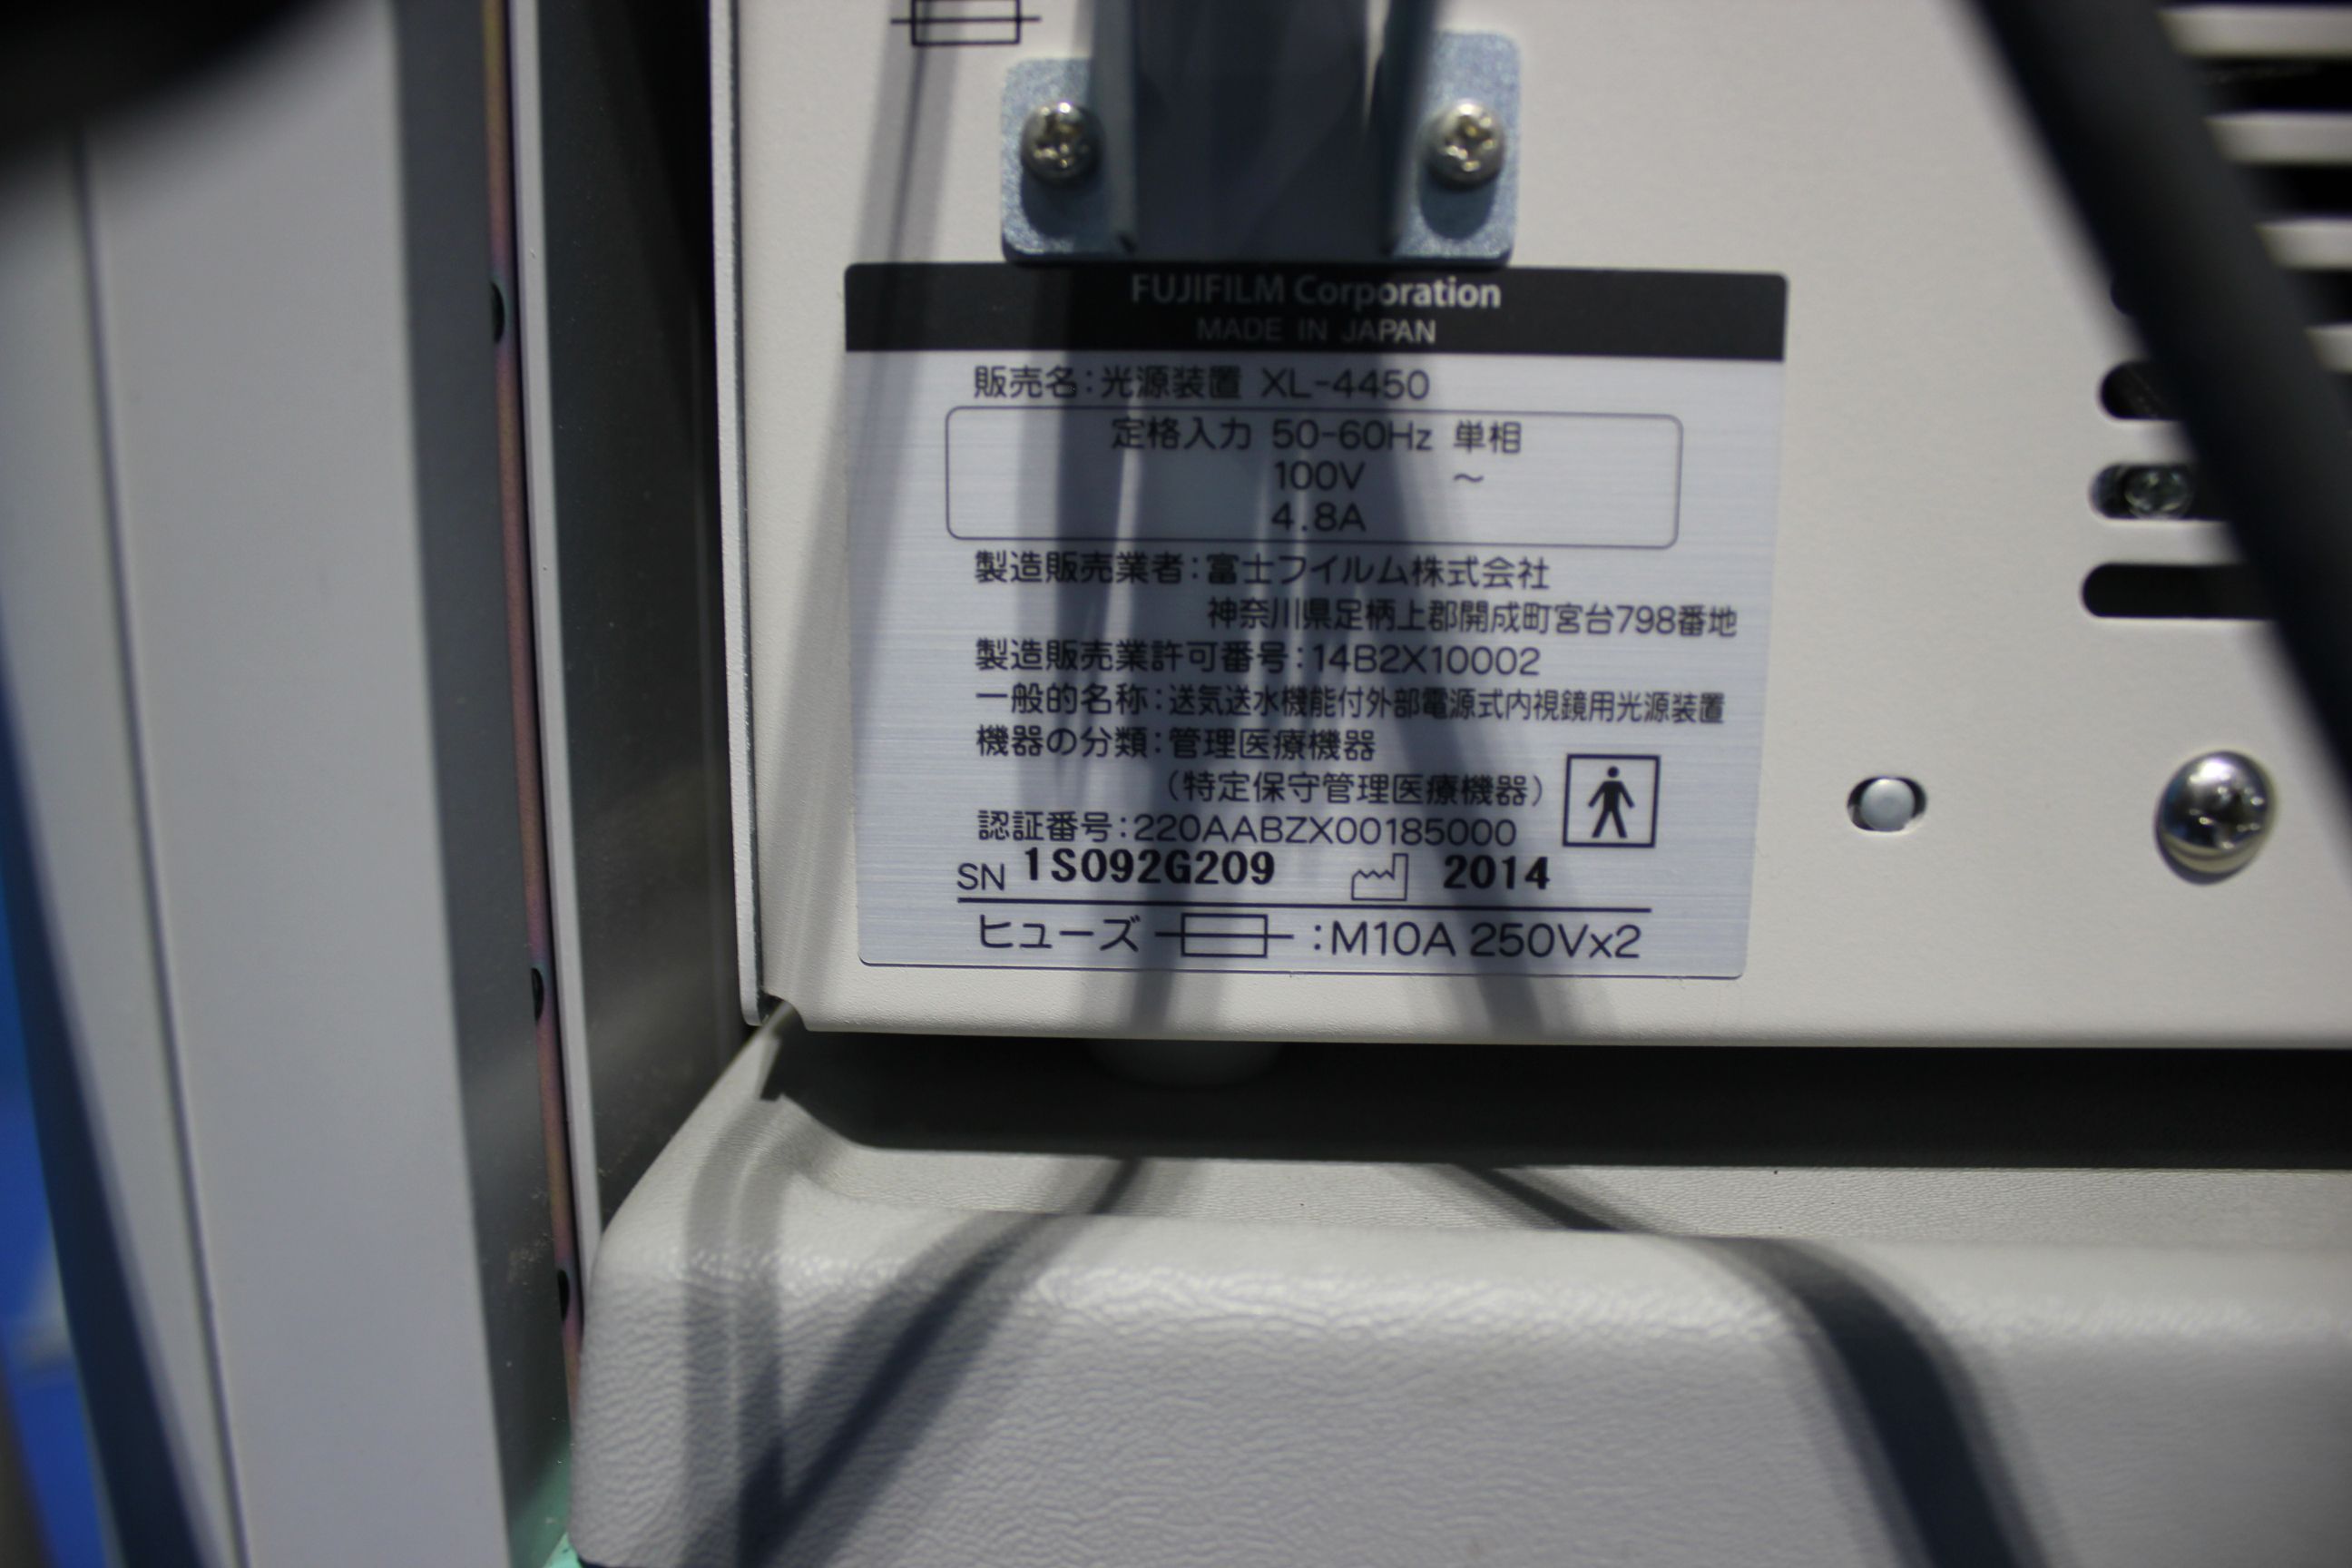 FUJIFILM Corporation
MADE IN JAPAN
販売名:光源装置 XL-4450
定格入力 50-60Hz 単相
100V ~
4.8A
製造販売業者:富士フイルム株式会社
神奈川県足柄上郡開成町宮台798番地
製造販売業許可番号:14B2X10002
一般的名称:送気送水機能付外部電源式内視鏡用光源装置
機器の分類:管理医療機器
(特定保守管理医療機器)
認証番号:220AABZX00185000
SN 1S092G209 2014
ヒューズ :M10A 250Vx2